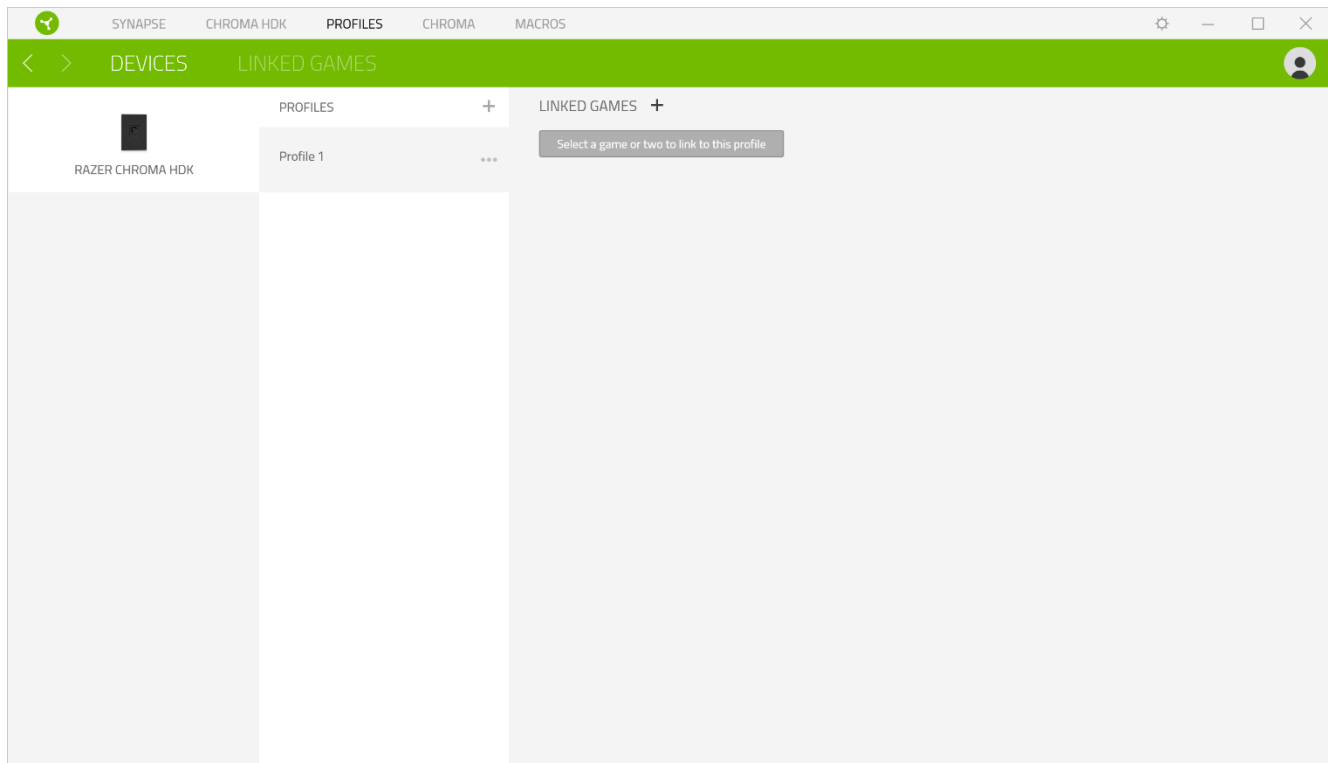 SYNAPSE CHROMA HDK PROFILES CHROMA MACROS
DEVICES LINKED GAMES
RAZER CHROMA HDK
PROFILES
Profile 1
LINKED GAMES
Select a game or two to link to this profile